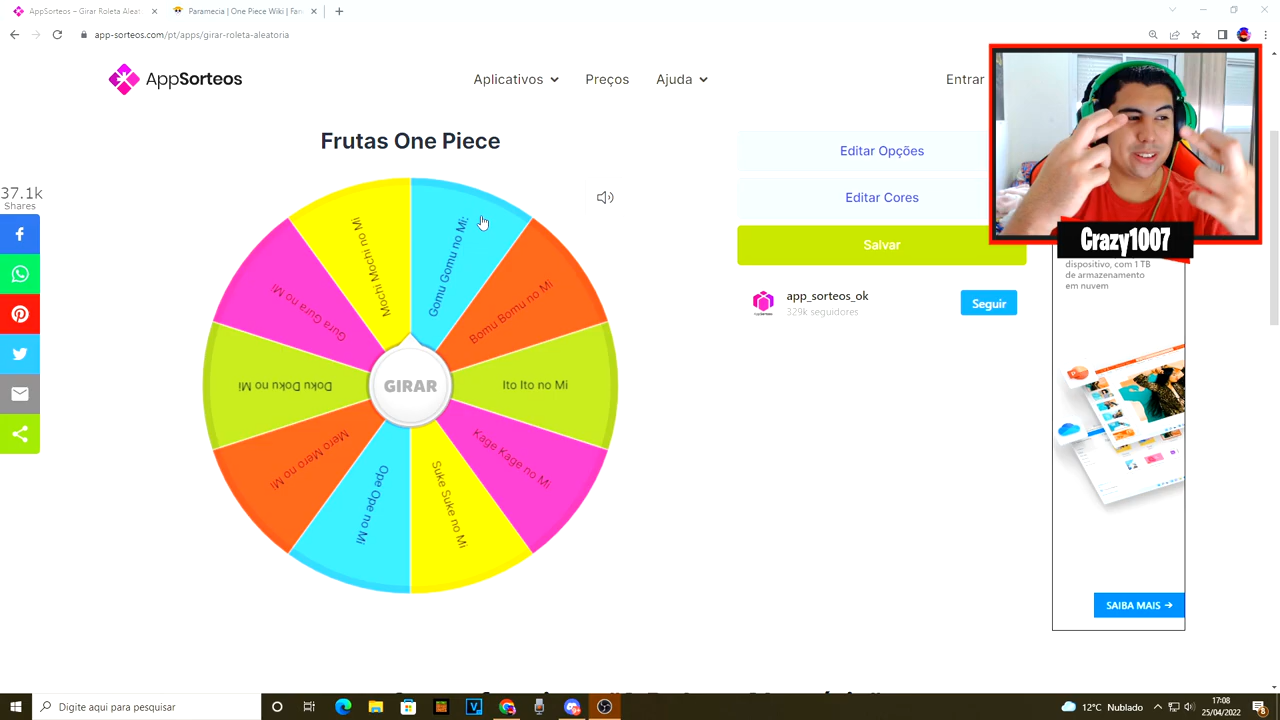 AppSorteos – Girar Roleta Aleat
Paramecia | One Piece Wiki | Fan
app-sorteos.com/pt/apps/girar-roleta-aleatoria
AppSorteos
Aplicativos
Preços
Ajuda
Entrar
Frutas One Piece
Editar Opções
Editar Cores
Salvar
app_sorteos_ok
329k seguidores
Seguir
37.1k
Shares
Mochi Mochi no Mi
Gomu Gomu no Mi:
Bomu Bomu no Mi
Ito Ito no Mi
Kage Kage no Mi
Suke Suke no Mi
Ope Ope no Mi
Mero Mero no Mi
Doku Doku no Mi
Gura Gura no Mi
GIRAR
Crazy1007
dispositivo, com 1 TB
de armazenamento
em nuvem
SAIBA MAIS
Digite aqui para pesquisar
12°C Nublado
17:08
25/04/2022
8